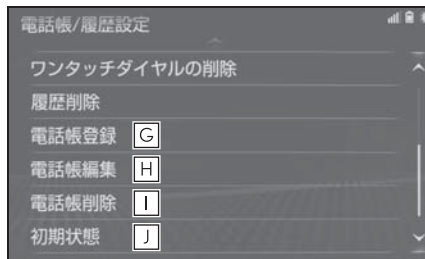 電話帳/履歴設定
ワンタッチダイヤルの削除
履歴削除
電話帳登録 G
電話帳編集 H
電話帳削除 I
初期状態 J